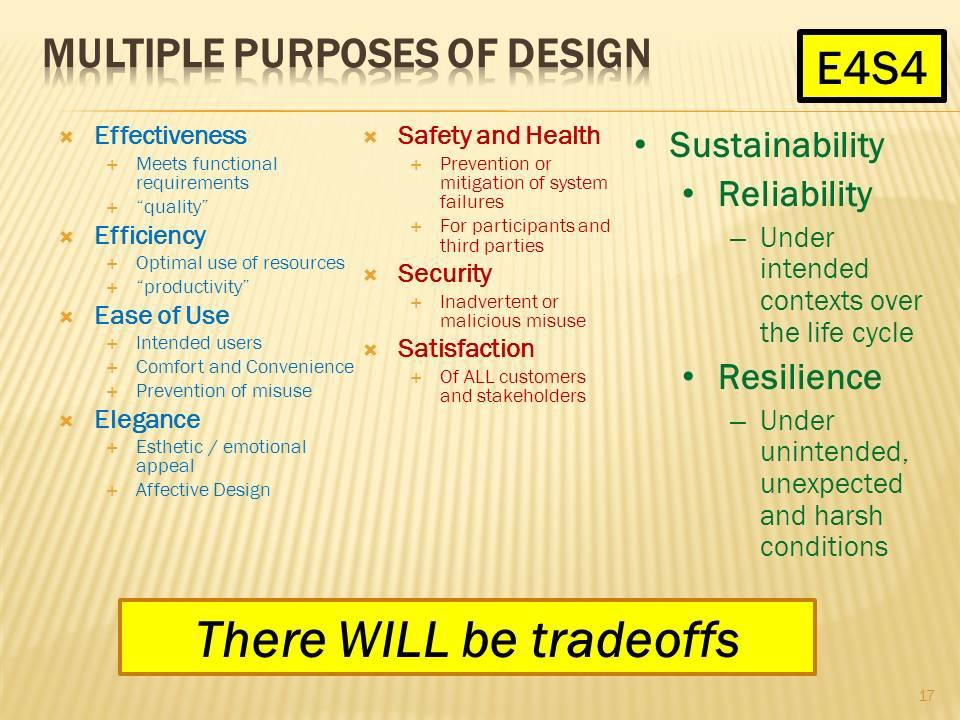 MULTIPLE PURPOSES OF DESIGN
E4S4
Effectiveness
Meets functional
requirements
“quality”
Efficiency
Optimal use of resources
“productivity”
Ease of Use
Intended users
Comfort and Convenience
Prevention of misuse
Elegance
Esthetic / emotional
appeal
Affective Design
Safety and Health
Prevention or
mitigation of system
failures
For participants and
third parties
Security
Inadvertent or
malicious misuse
Satisfaction
Of ALL customers
and stakeholders
• Sustainability
• Reliability
– Under
intended
contexts over
the life cycle
• Resilience
– Under
unintended,
unexpected
and harsh
conditions
There WILL be tradeoffs
17